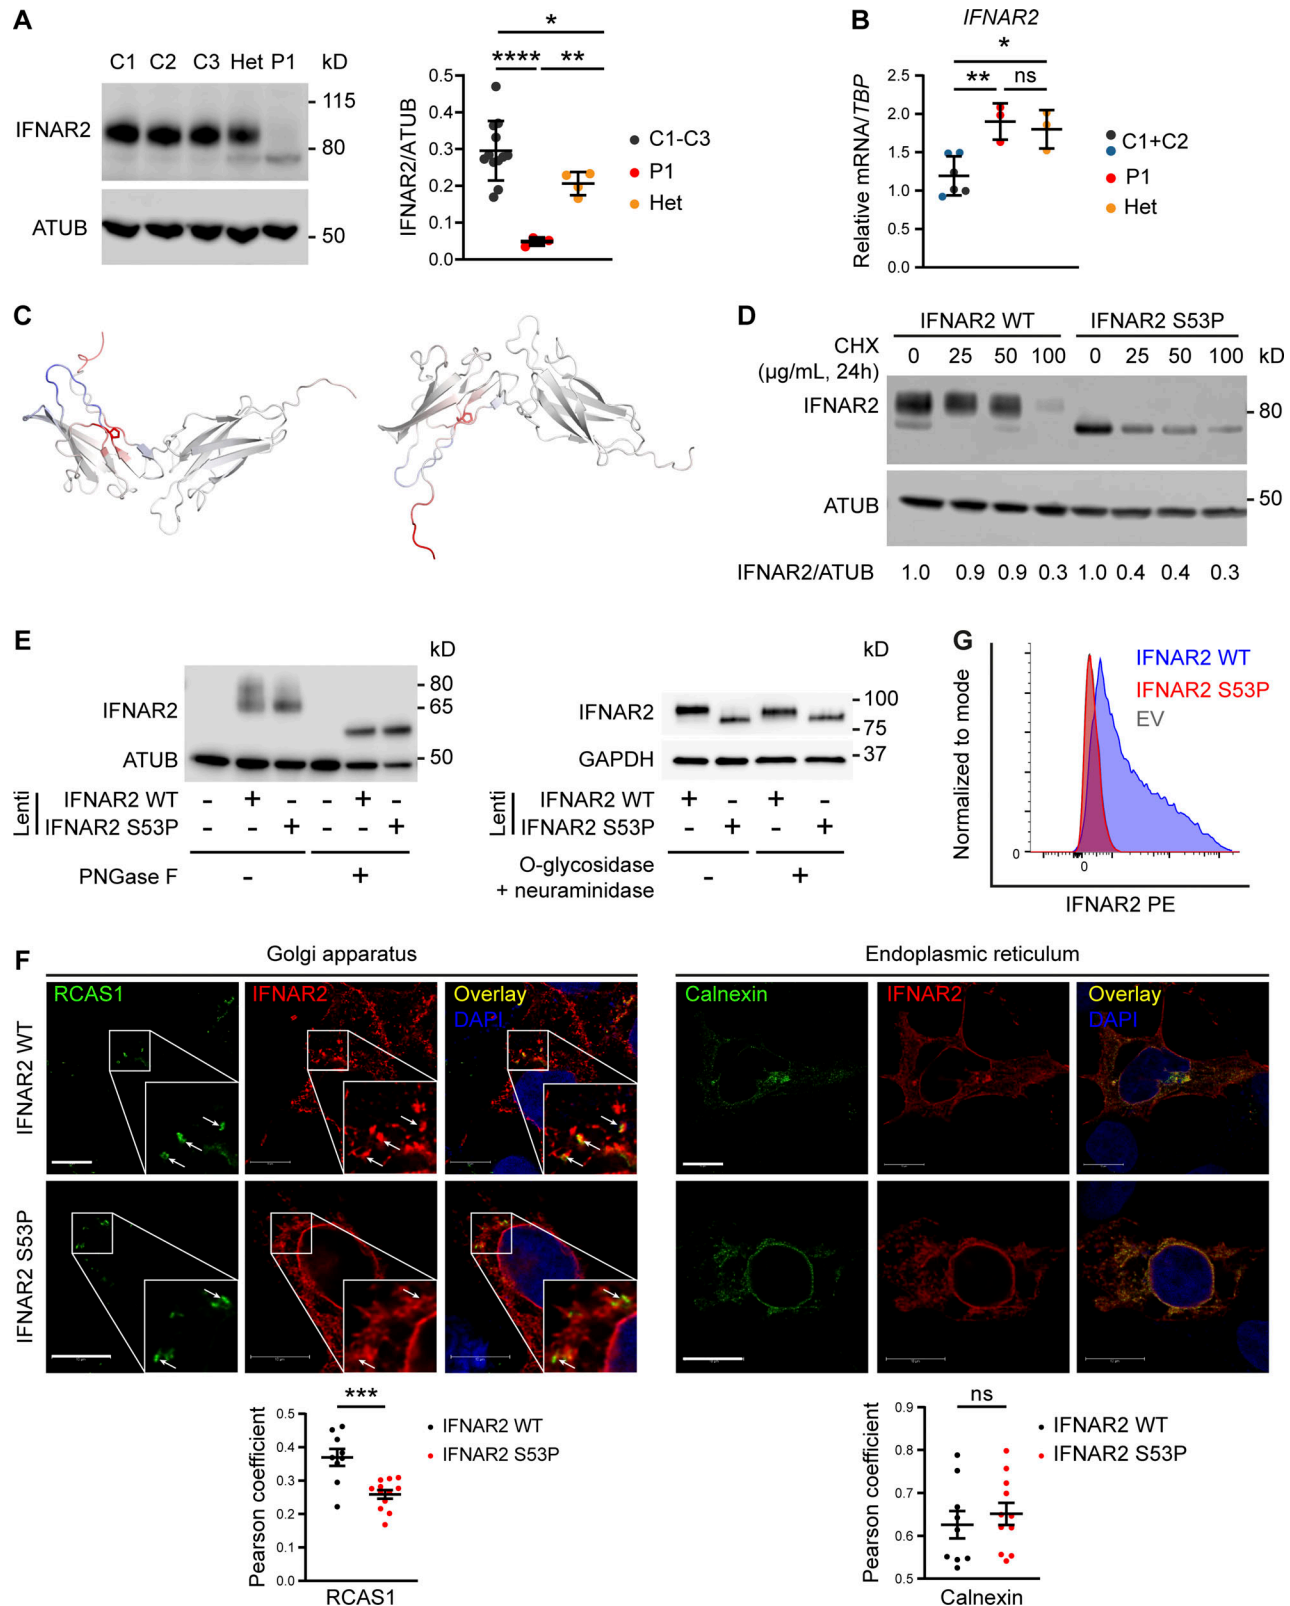 A
C1 C2 C3 Het P1 kD
IFNAR2
115
80
ATUB
50
IFNAR2/ATUB
0.5
0.4
0.3
0.2
0.1
0.0
*
**** **
C1-C3
P1
Het
B
IFNAR2
*
** ns
Relative mRNA/TBP
2.5
2.0
1.5
1.0
0.5
0.0
C1+C2
P1
Het
C
D
IFNAR2 WT IFNAR2 S53P
CHX
(µg/mL, 24h)
0 25 50 100 0 25 50 100 kD
IFNAR2
80
ATUB
50
IFNAR2/ATUB 1.0 0.9 0.9 0.3 1.0 0.4 0.4 0.3
E
kD
IFNAR2
80
65
ATUB
50
Lenti
IFNAR2 WT - + - - + -
IFNAR2 S53P - - + - - +
PNGase F - +
kD
IFNAR2
100
75
GAPDH
37
Lenti
IFNAR2 WT + - + -
IFNAR2 S53P - + - +
O-glycosidase
+ neuraminidase - +
G
Normalized to mode
0
0
IFNAR2 PE
IFNAR2 WT
IFNAR2 S53P
EV
F
Golgi apparatus
RCAS1 IFNAR2 Overlay
DAPI
IFNAR2 WT
IFNAR2 S53P
Endoplasmic reticulum
Calnexin IFNAR2 Overlay
DAPI
***
Pearson coefficient
0.5
0.4
0.3
0.2
0.1
0.0
RCAS1
IFNAR2 WT
IFNAR2 S53P
ns
Pearson coefficient
0.9
0.8
0.7
0.6
0.5
Calnexin
IFNAR2 WT
IFNAR2 S53P